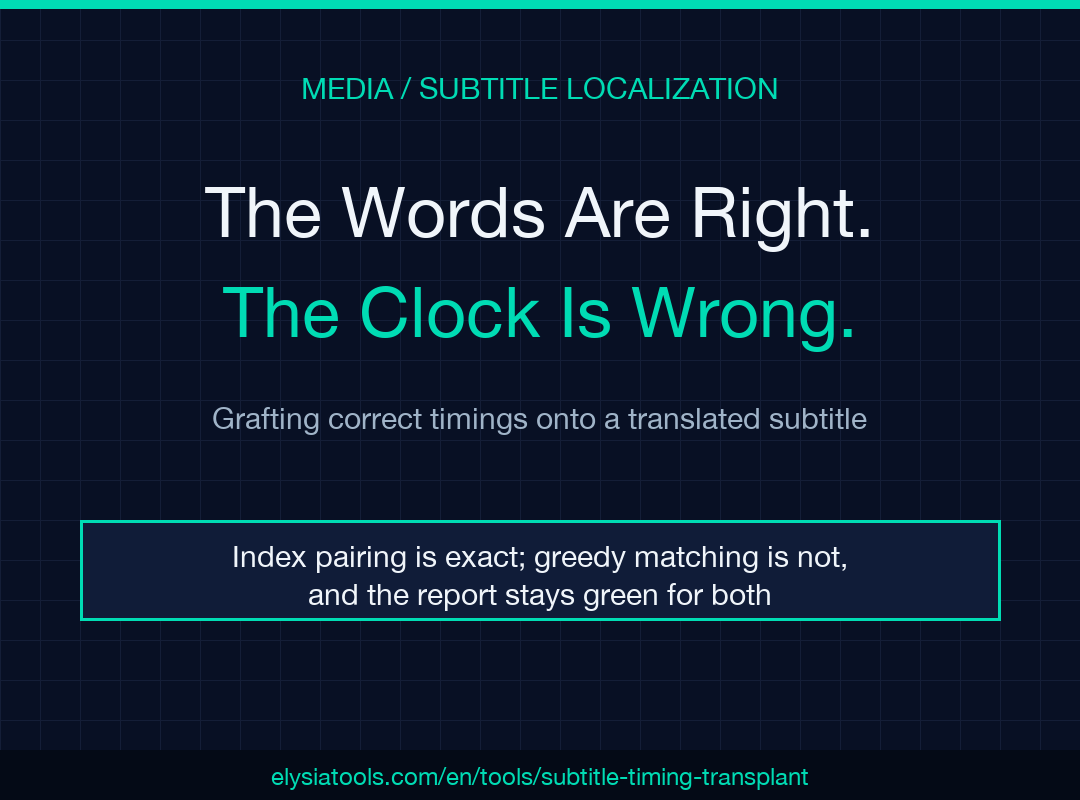 MEDIA / SUBTITLE LOCALIZATION
The Words Are Right.
The Clock Is Wrong.
Grafting correct timings onto a translated subtitle
Index pairing is exact; greedy matching is not,
and the report stays green for both
elysiatools.com/en/tools/subtitle-timing-transplant